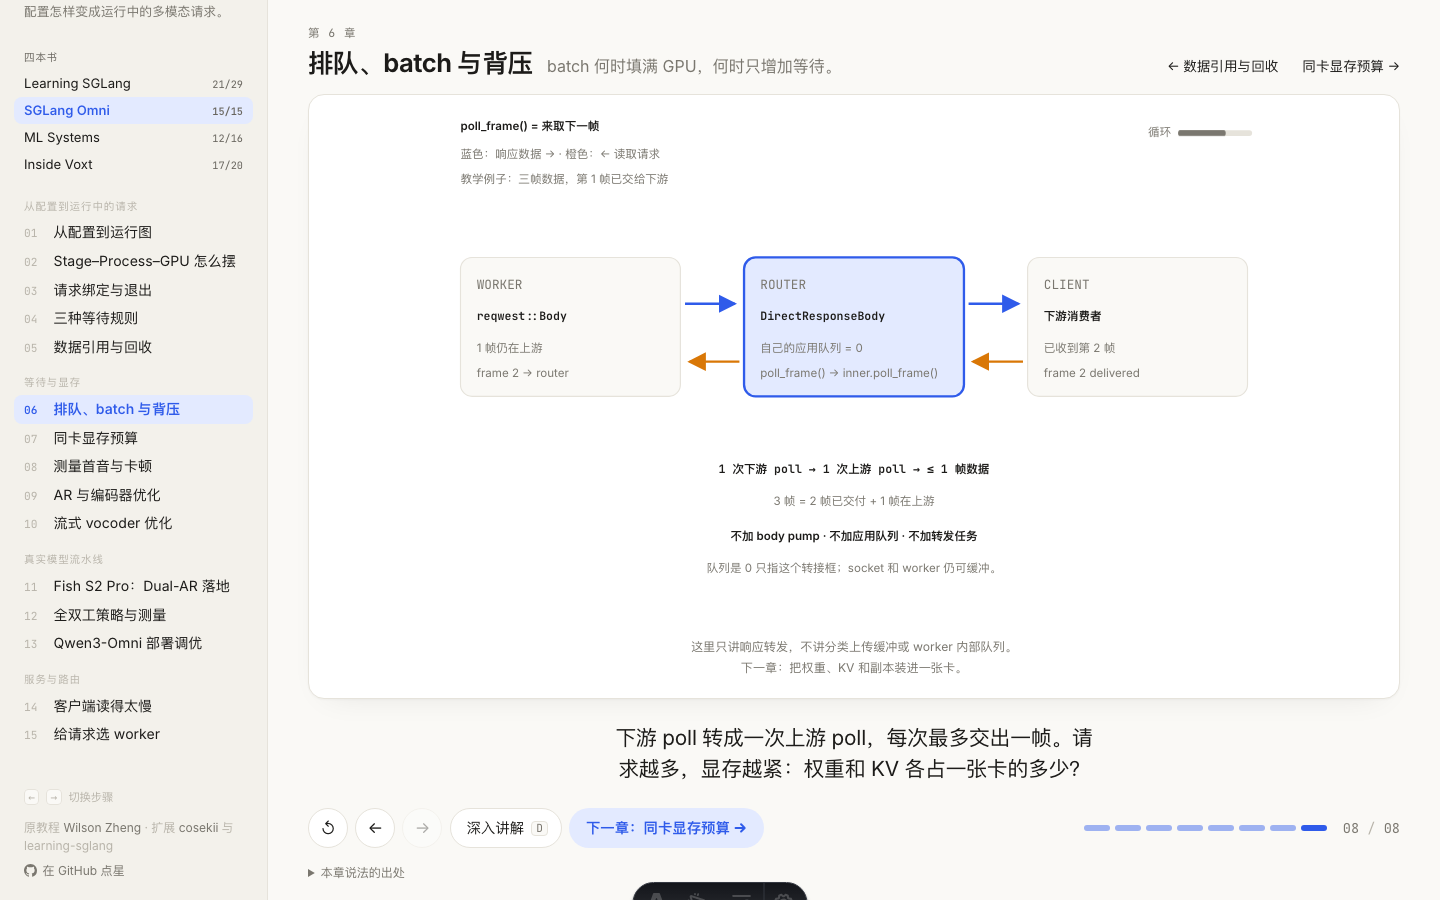 配置怎样变成运行中的多模态请求。
四本书
Learning SGLang 21/29
SGLang Omni 15/15
ML Systems 12/16
Inside Voxt 17/20
从配置到运行中的请求
01 从配置到运行图
02 Stage–Process–GPU 怎么摆
03 请求绑定与退出
04 三种等待规则
05 数据引用与回收
等待与显存
06 排队、batch 与背压
07 同卡显存预算
08 测量首音与卡顿
09 AR 与编码器优化
10 流式 vocoder 优化
真实模型流水线
11 Fish S2 Pro：Dual-AR 落地
12 全双工策略与测量
13 Qwen3-Omni 部署调优
服务与路由
14 客户端读得太慢
15 给请求选 worker
← → 切换步骤
原教程 Wilson Zheng · 扩展 cosekii 与
learning-sglang
在 GitHub 点星
第 6 章
排队、batch 与背压 batch 何时填满 GPU，何时只增加等待。
← 数据引用与回收 同卡显存预算 →
poll_frame() = 来取下一帧
循环
蓝色：响应数据 → · 橙色：← 读取请求
教学例子：三帧数据，第 1 帧已交给下游
WORKER
reqwest::Body
1 帧仍在上游
frame 2 → router
ROUTER
DirectResponseBody
自己的应用队列 = 0
poll_frame() → inner.poll_frame()
CLIENT
下游消费者
已收到第 2 帧
frame 2 delivered
1 次下游 poll → 1 次上游 poll → ≤ 1 帧数据
3 帧 = 2 帧已交付 + 1 帧在上游
不加 body pump · 不加应用队列 · 不加转发任务
队列是 0 只指这个转接框；socket 和 worker 仍可缓冲。
这里只讲响应转发，不讲分类上传缓冲或 worker 内部队列。
下一章：把权重、KV 和副本装进一张卡。
下游 poll 转成一次上游 poll，每次最多交出一帧。请
求越多，显存越紧：权重和 KV 各占一张卡的多少？
深入讲解 D
下一章：同卡显存预算 →
08 / 08
▶ 本章说法的出处